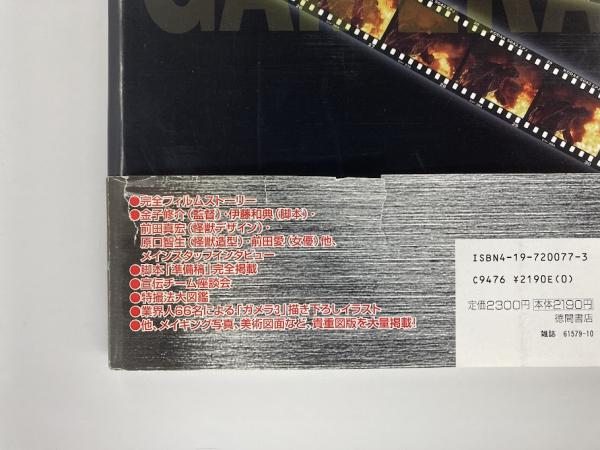 GAMERA
●完全フィルムストーリー
●金子修介(監督)・伊藤和典(脚本)・
前田真宏(怪獣デザイン)・
原口智生(怪獣造型)・前田愛(女優)他、
メインスタッフインタビュー
●脚本「準備稿」完全掲載
●宣伝チーム座談会
●特撮法大図鑑
●業界人66名による「ガメラ3」描き下ろしイラスト
●他、メイキング写真、美術図面など、貴重図版を大量掲載!
ISBN4-19-720077-3
C9476 ¥2190E(0)
定価2300円 本体2190円
徳間書店
雑誌 61579-10